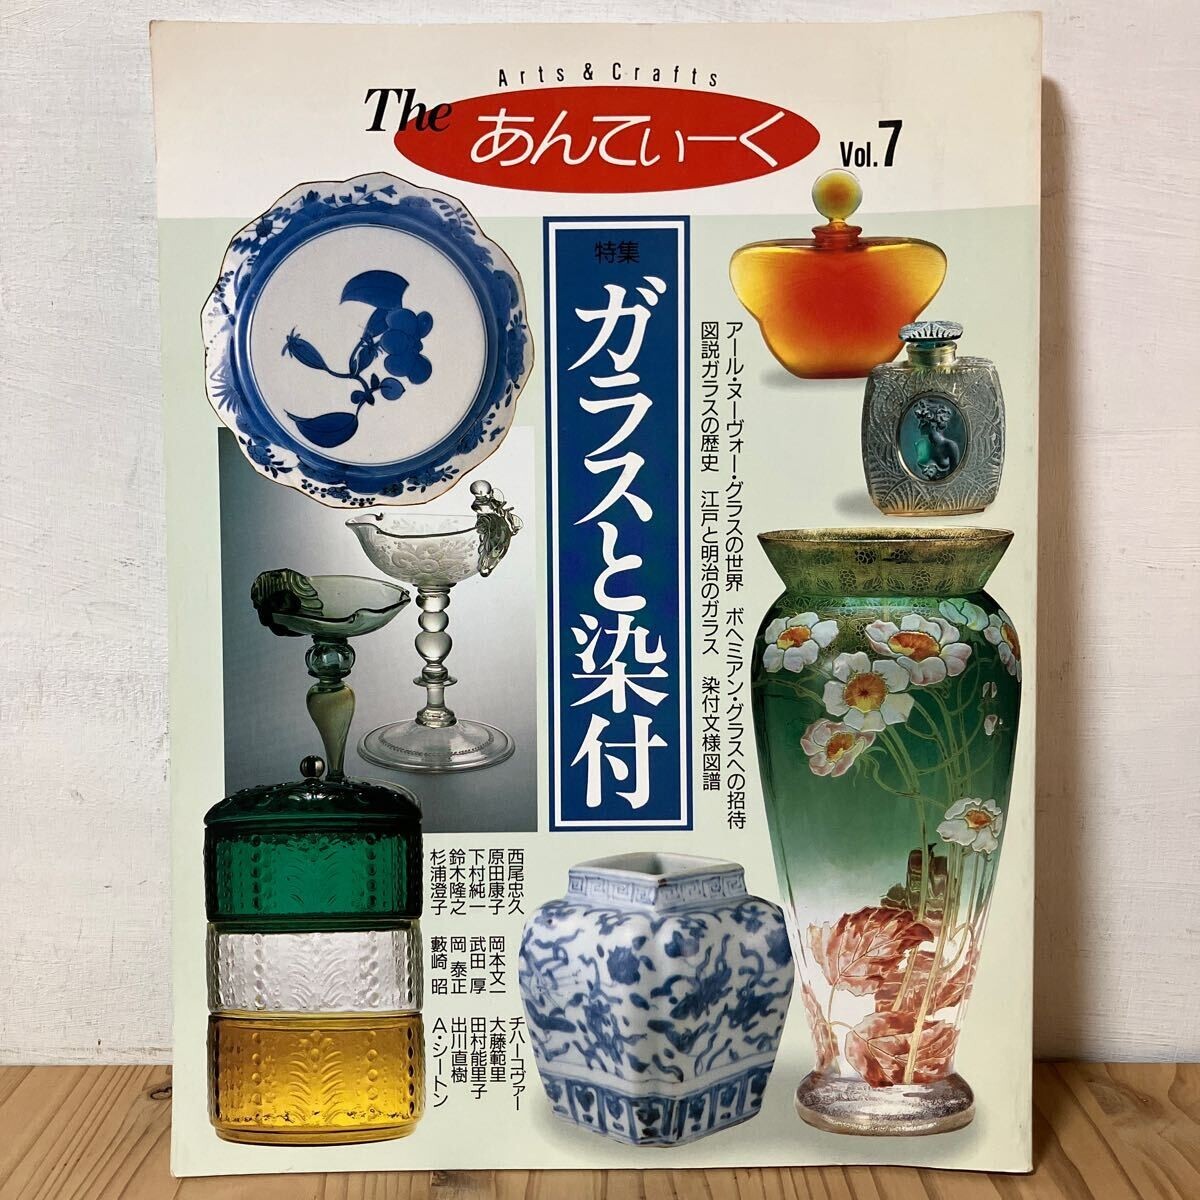 Arts & Crafts
The あんてぃーく Vol.7
特集
ガラスと染付
アール・ヌーヴォー・グラスの世界 ボヘミアン・グラスへの招待
図説ガラスの歴史 江戸と明治のガラス 染付文様図譜
西尾忠久 岡本文一 チハーコヴァー
原田康子 武田 厚 大藤範里
下村純一 岡 泰正 田村能里子
鈴木隆之 藪崎 昭 出川直樹
杉浦澄子 A・シートン